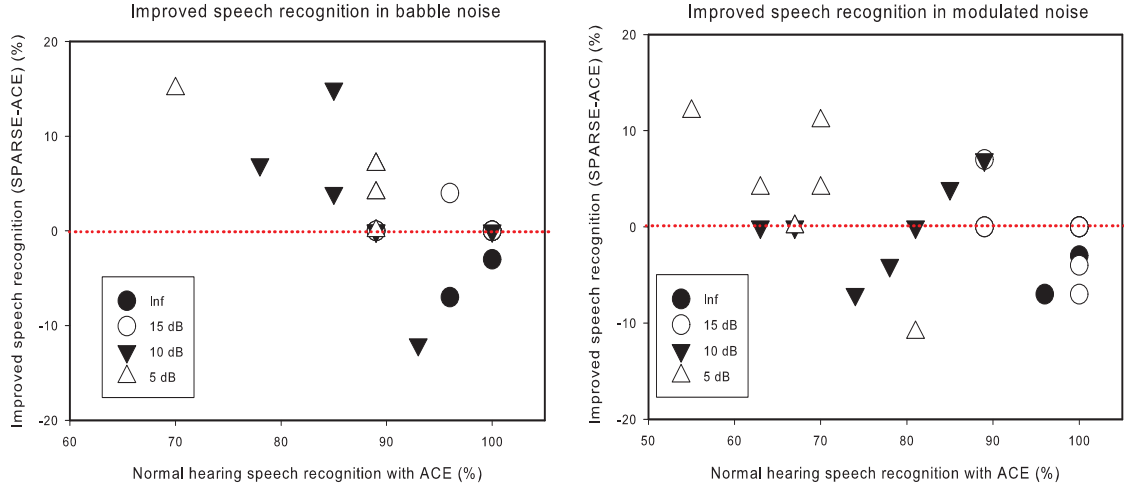 Improved speech recognition in babble noise
Improved speech recognition (SPARSE-ACE) (%)
20
10
0
-10
-20
Inf
15 dB
10 dB
5 dB
60 70 80 90 100
Normal hearing speech recognition with ACE (%)
Improved speech recognition in modulated noise
Improved speech recognition (SPARSE-ACE) (%)
20
10
0
-10
-20
Inf
15 dB
10 dB
5 dB
50 60 70 80 90 100
Normal hearing speech recognition with ACE (%)